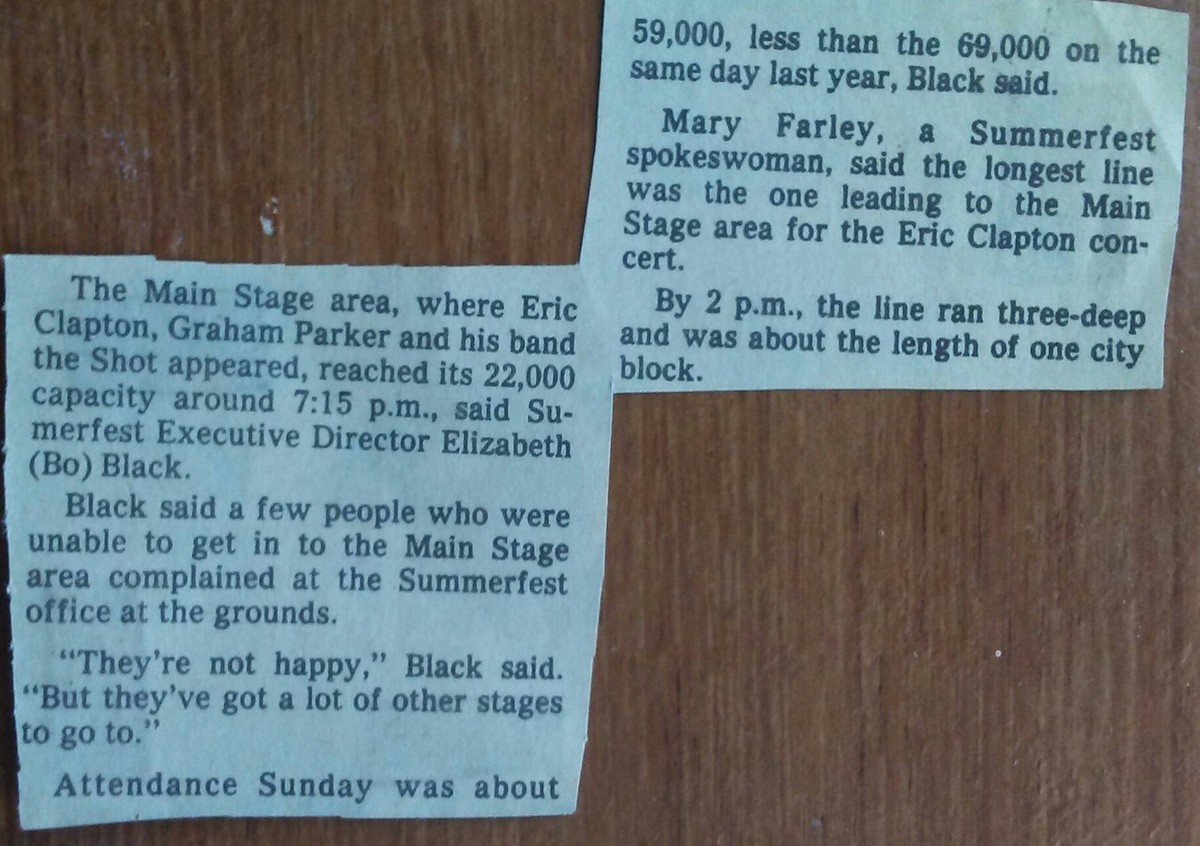 The Main Stage area, where Eric
Clapton, Graham Parker and his band
the Shot appeared, reached its 22,000
capacity around 7:15 p.m., said Su-
merfest Executive Director Elizabeth
(Bo) Black.
Black said a few people who were
unable to get in to the Main Stage
area complained at the Summerfest
office at the grounds.
“They're not happy,” Black said.
“But they've got a lot of other stages
to go to.”
Attendance Sunday was about
59,000, less than the 69,000 on the
same day last year, Black said.
Mary Farley, a Summerfest
spokeswoman, said the longest line
was the one leading to the Main
Stage area for the Eric Clapton con-
cert.
By 2 p.m., the line ran three-deep
and was about the length of one city
block.